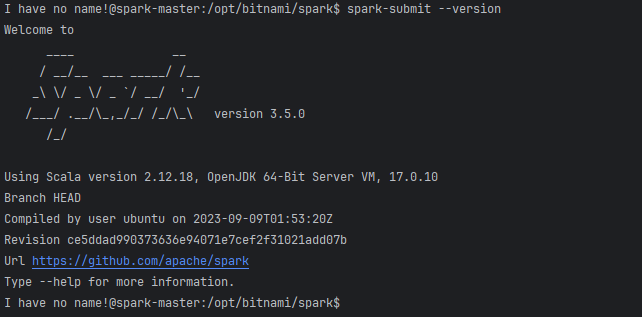 I have no name!@spark-master:/opt/bitnami/spark$ spark-submit --version
Welcome to
      ____              __
     / __/__  ___ _____/ /__
    _\ \/ _ \/ _ `/ __/  '_/
   /___/ .__/\_,_/_/ /_/\_\   version 3.5.0
      /_/
Using Scala version 2.12.18, OpenJDK 64-Bit Server VM, 17.0.10
Branch HEAD
Compiled by user ubuntu on 2023-09-09T01:53:20Z
Revision ce5ddad990373636e94071e7cef2f31021add07b
Url https://github.com/apache/spark
Type --help for more information.
I have no name!@spark-master:/opt/bitnami/spark$